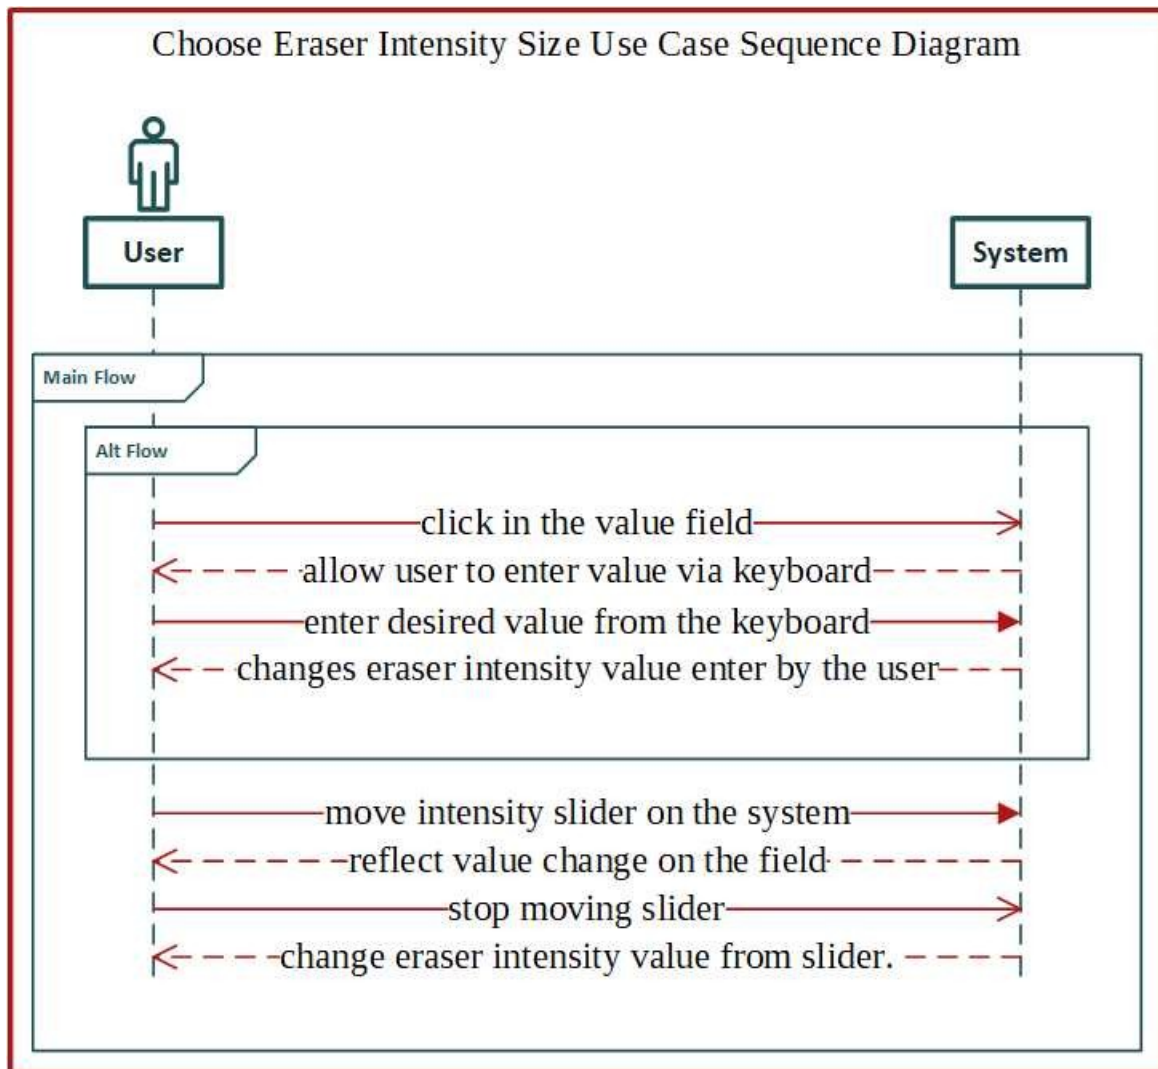 Choose Eraser Intensity Size Use Case Sequence Diagram
User
System
Main Flow
Alt Flow
click in the value field
allow user to enter value via keyboard
enter desired value from the keyboard
changes eraser intensity value enter by the user
move intensity slider on the system
reflect value change on the field
stop moving slider
change eraser intensity value from slider.